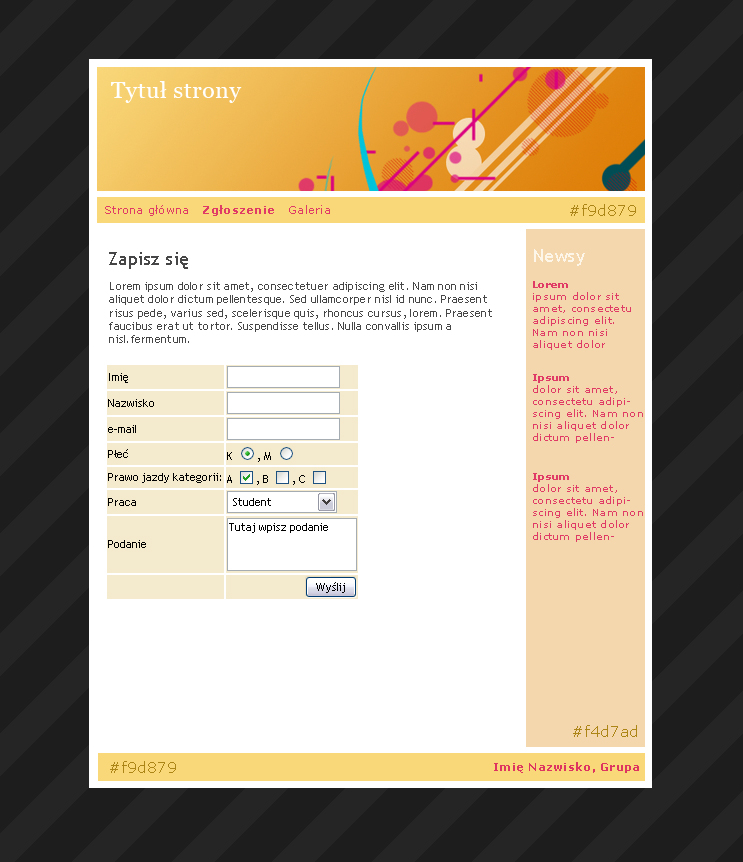 Tytuł strony
Strona główna Zgłoszenie Galeria #f9d879
Zapisz się
Lorem ipsum dolor sit amet, consectetuer adipiscing elit. Nam non nisi
aliquet dolor dictum pellentesque. Sed ullamcorper nisl id nunc. Praesent
risus pede, varius sed, scelerisque quis, rhoncus cursus, lorem. Praesent
faucibus erat ut tortor. Suspendisse tellus. Nulla convallis ipsum a
nisl.fermentum.
Imię
Nazwisko
e-mail
Płeć K , M
Prawo jazdy kategorii: A , B , C
Praca Student
Podanie Tutaj wpisz podanie
Wyślij
Newsy
Lorem
ipsum dolor sit
amet, consectetu
adipiscing elit.
Nam non nisi
aliquet dolor
Ipsum
dolor sit amet,
consectetu adipi-
scing elit. Nam non
nisi aliquet dolor
dictum pellen-
Ipsum
dolor sit amet,
consectetu adipi-
scing elit. Nam non
nisi aliquet dolor
dictum pellen-
#f4d7ad
#f9d879 Imię Nazwisko, Grupa